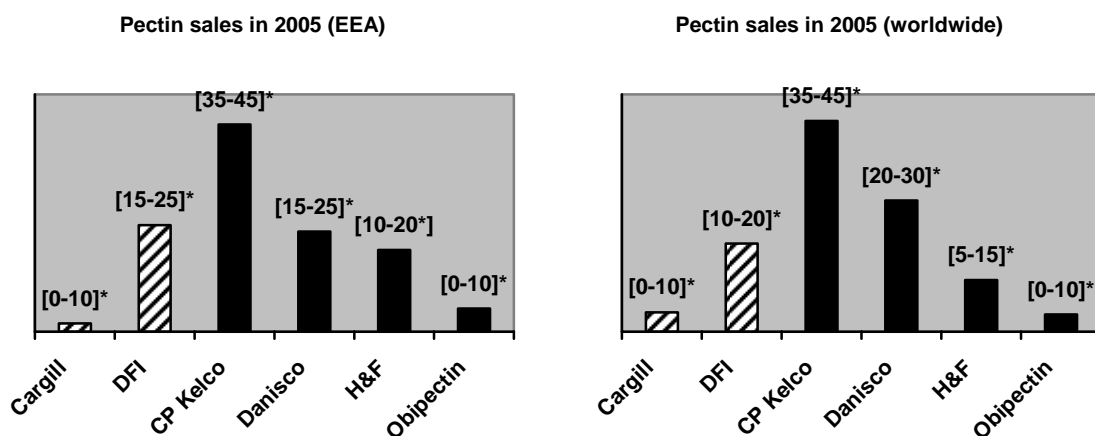 Pectin sales in 2005 (EEA)
[0-10]*
[15-25]*
[35-45]*
[15-25]*
[10-20*]
[0-10]*
Cargill
DFI
CP Kelco
Danisco
H&F
Obipectin
Pectin sales in 2005 (worldwide)
[0-10]*
[10-20]*
[35-45]*
[20-30]*
[5-15]*
[0-10]*
Cargill
DFI
CP Kelco
Danisco
H&F
Obipectin